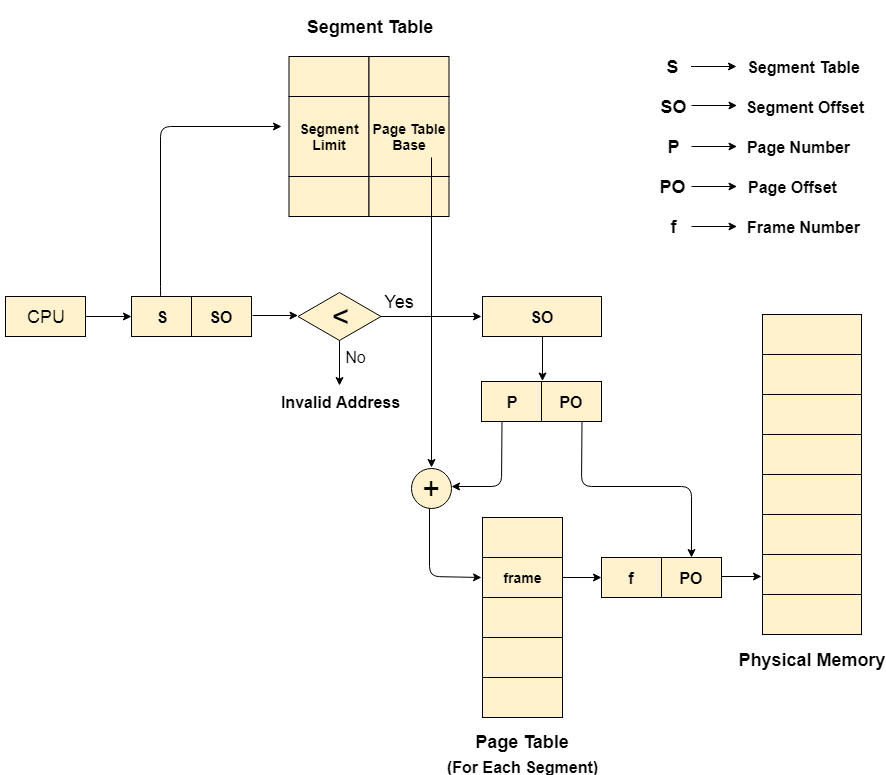 Segment Table
Segment Limit
Page Table Base
S Segment Table
SO Segment Offset
P Page Number
PO Page Offset
f Frame Number
CPU
S SO
<
Yes
No
Invalid Address
SO
P PO
+
frame
f PO
Physical Memory
Page Table
(For Each Segment)